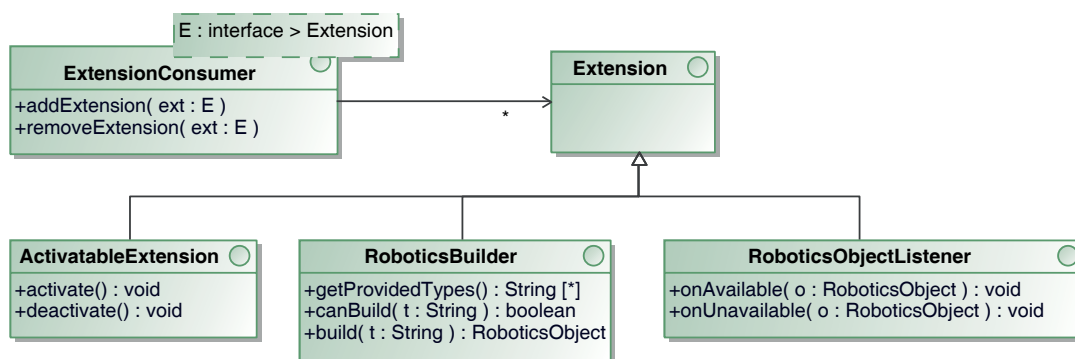 E : interface > Extension
ExtensionConsumer
+addExtension( ext : E )
+removeExtension( ext : E )
*
Extension
ActivatableExtension
+activate() : void
+deactivate() : void
RoboticsBuilder
+getProvidedTypes() : String [*]
+canBuild( t : String ) : boolean
+build( t : String ) : RoboticsObject
RoboticsObjectListener
+onAvailable( o : RoboticsObject ) : void
+onUnavailable( o : RoboticsObject ) : void